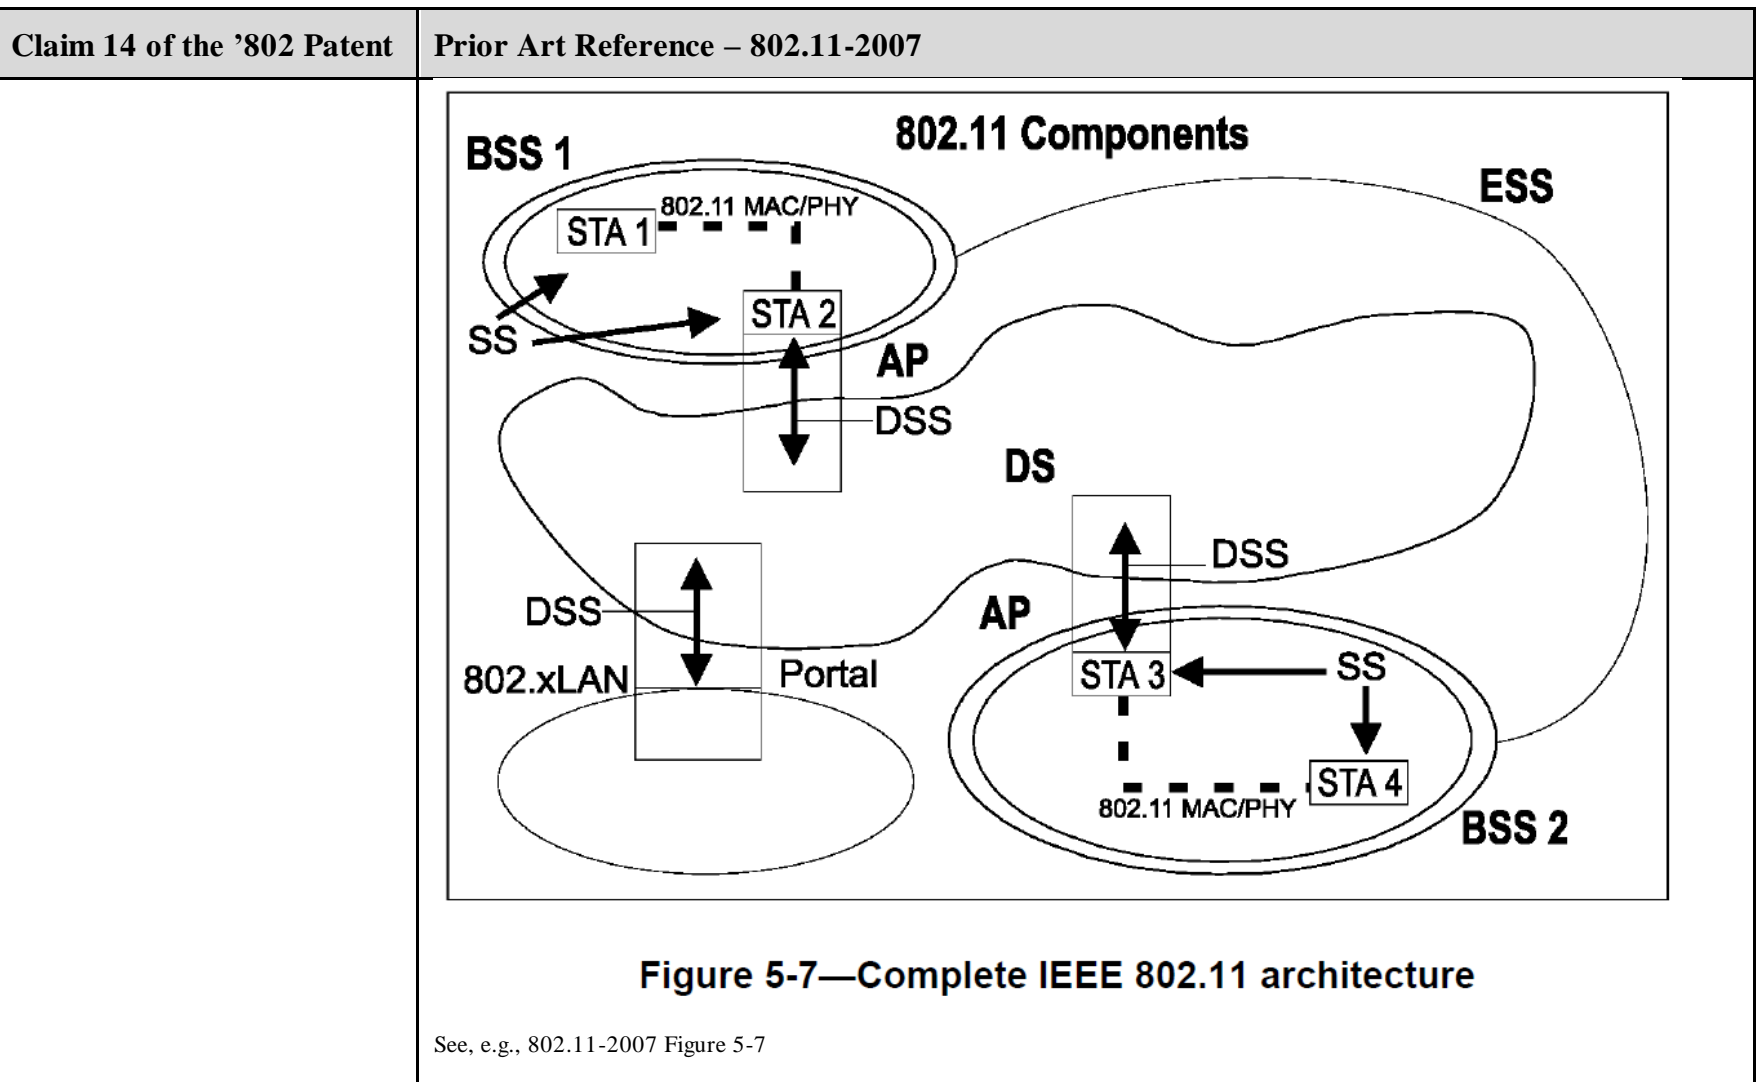 Claim 14 of the ’802 Patent
Prior Art Reference – 802.11-2007
802.11 Components
BSS 1
ESS
802.11 MAC/PHY
STA 1
STA 2
SS
AP
DSS
DS
DSS
AP
DSS
802.xLAN
Portal
STA 3
SS
STA 4
802.11 MAC/PHY
BSS 2
Figure 5-7—Complete IEEE 802.11 architecture
See, e.g., 802.11-2007 Figure 5-7